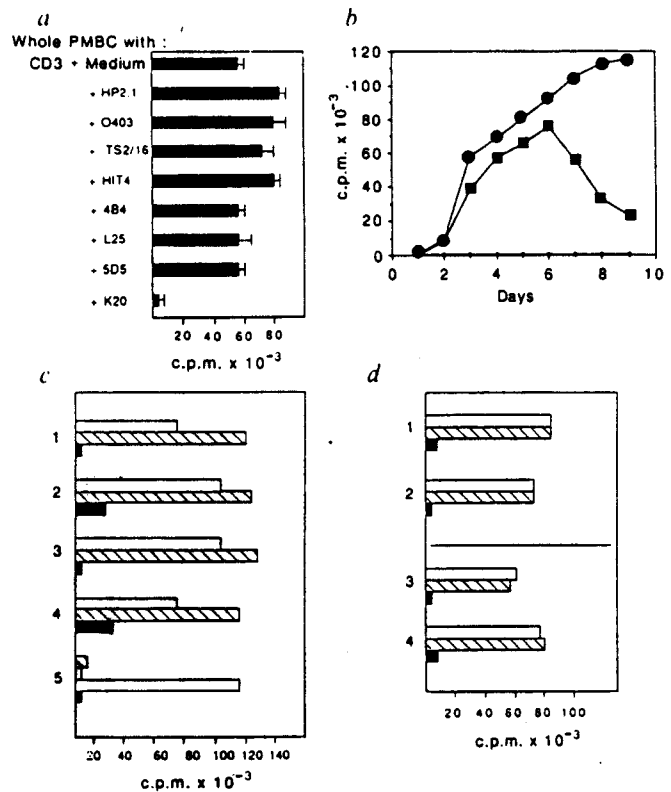 a
Whole PMBC with :
CD3 + Medium
+ HP2.1
+ O403
+ TS2/16
+ HIT4
+ 4B4
+ L25
+ 5D5
+ K20
20 40 60 80
c.p.m. x 10⁻³
b
c.p.m. x 10⁻³
120
100
80
60
40
20
0
0 2 4 6 8 10
Days
c
1
2
3
4
5
20 40 60 80 100 120 140
c.p.m. x 10⁻³
d
1
2
3
4
20 40 60 80 100
c.p.m. x 10⁻³